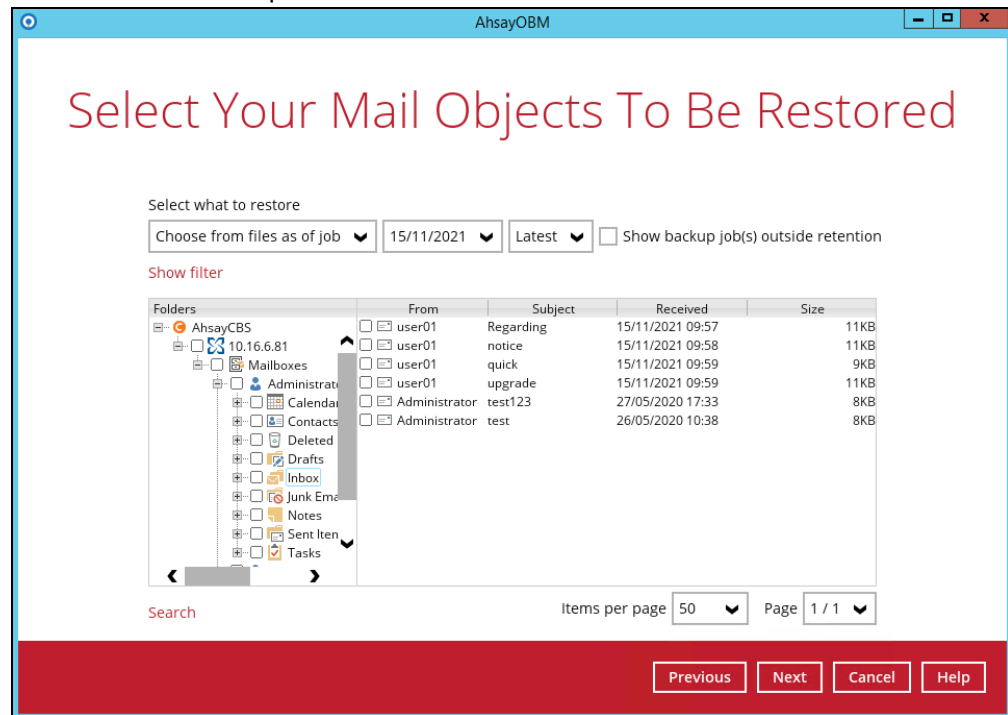 AhsayOBM
Select Your Mail Objects To Be Restored
Select what to restore
Choose from files as of job 15/11/2021 Latest Show backup job(s) outside retention
Show filter
Folders From Subject Received Size
AhsayCBS user01 Regarding 15/11/2021 09:57 11KB
10.16.6.81 user01 notice 15/11/2021 09:58 11KB
Mailboxes user01 quick 15/11/2021 09:59 9KB
Administrat user01 upgrade 15/11/2021 09:59 11KB
Calendar Administrator test123 27/05/2020 17:33 8KB
Contacts Administrator test 26/05/2020 10:38 8KB
Deleted
Drafts
Inbox
Junk Ema
Notes
Sent Iten
Tasks
Search Items per page 50 Page 1 / 1
Previous Next Cancel Help